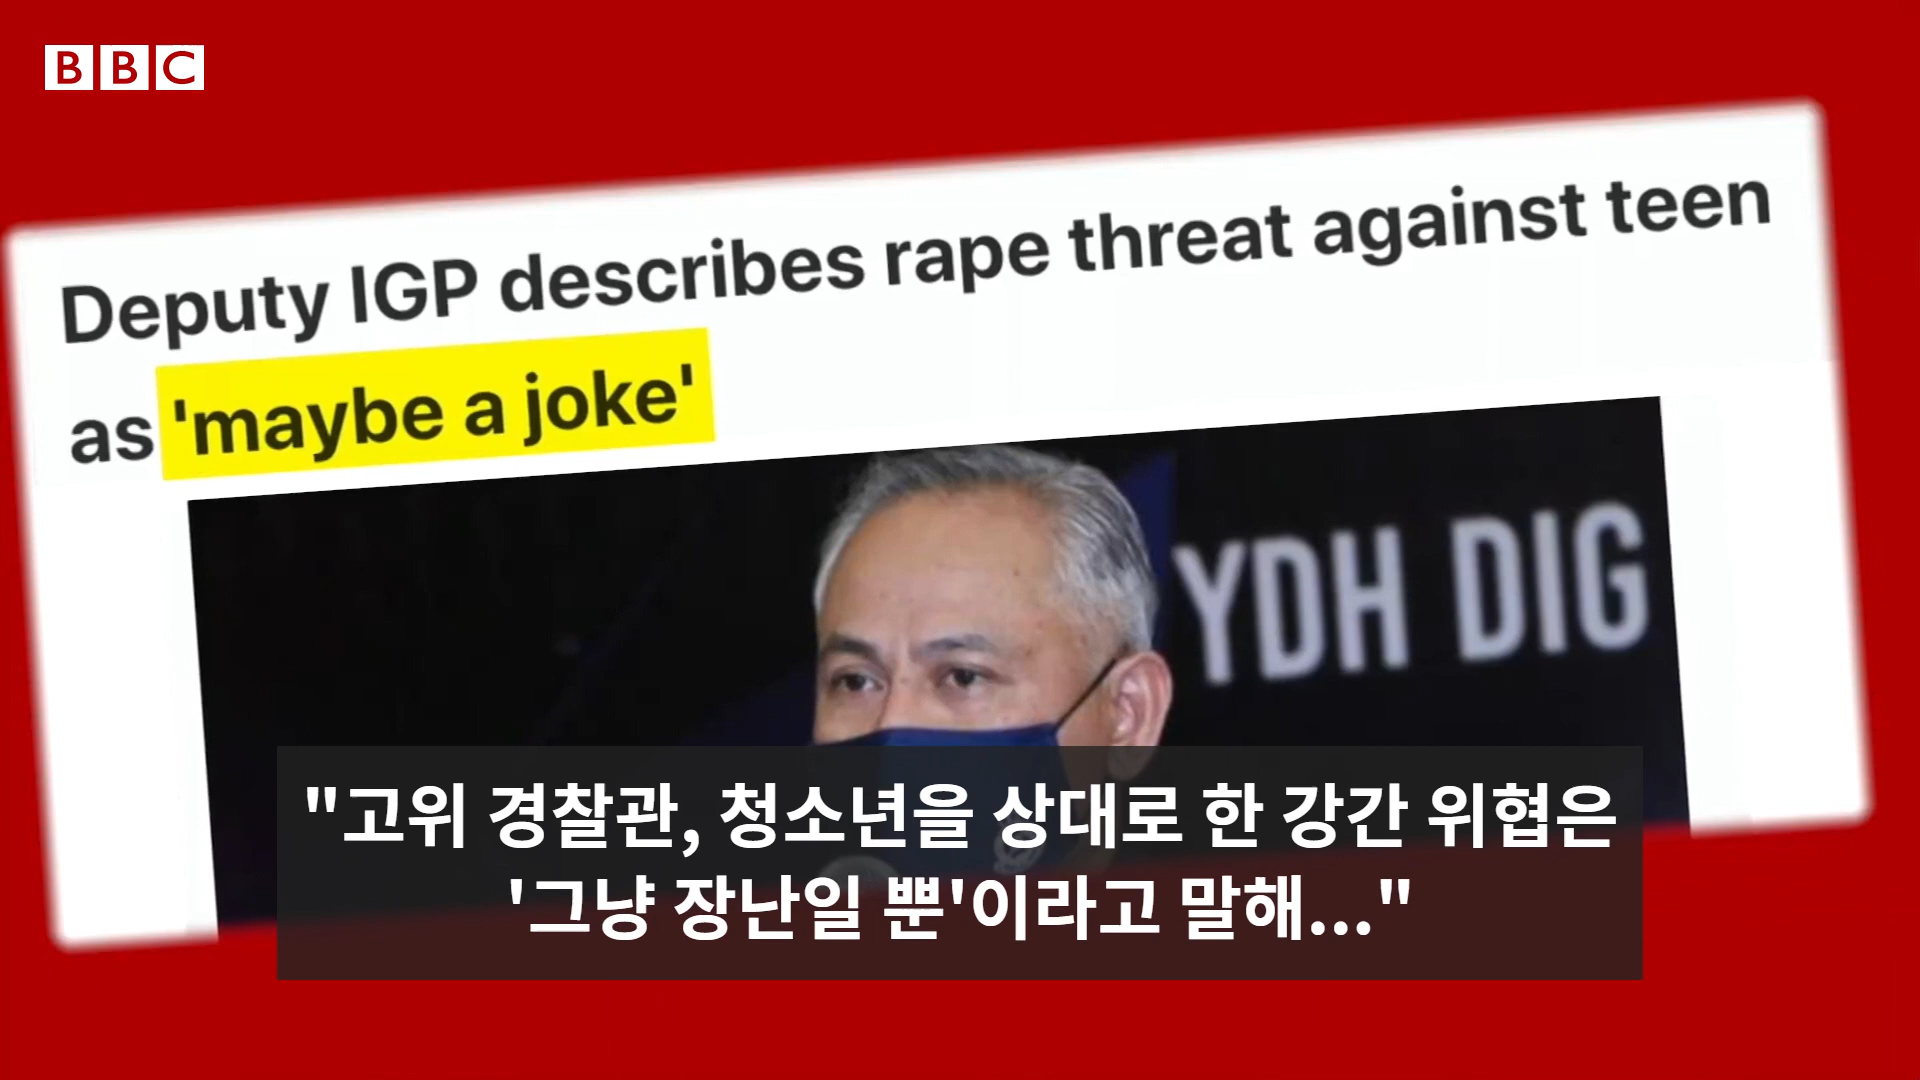 BBC
Deputy IGP describes rape threat against teen
as 'maybe a joke'
YDH DIG
"고위 경찰관, 청소년을 상대로 한 강간 위협은
'그냥 장난일 뿐'이라고 말해..."